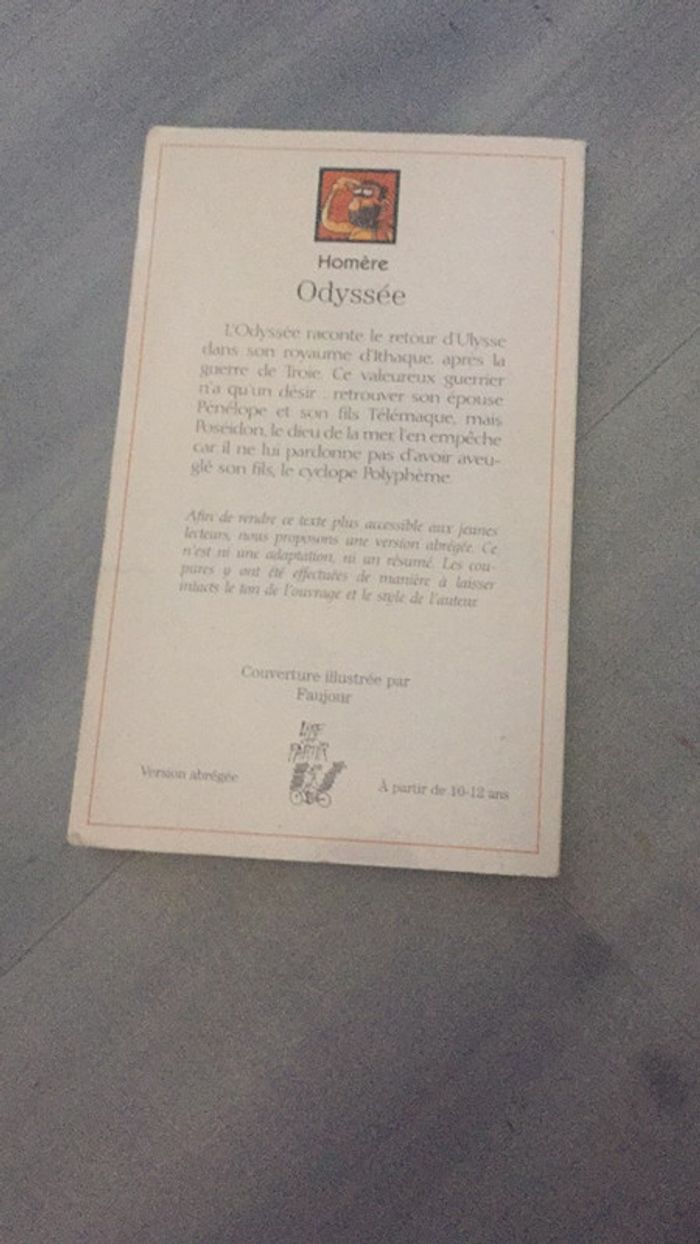 Homère
Odyssée
L'Odyssée raconte le retour d'Ulysse
dans son royaume d'Ithaque, après la
guerre de Troie. Ce valeureux guerrier
n'a qu'un désir : retrouver son épouse
Pénélope et son fils Télémaque, mais
Poséidon, le dieu de la mer, l'en empêche
car il ne lui pardonne pas d'avoir aveu-
glé son fils, le cyclope Polyphème.
Afin de rendre ce texte plus accessible aux jeunes
lecteurs, nous proposons une version abrégée. Ce
n'est ni une adaptation, ni un résumé. Les cou-
pures y ont été effectuées de manière à laisser
intacts le ton de l'ouvrage et le style de l'auteur.
Couverture illustrée par
Faujour
LIRE
PARTIR
Version abrégée
À partir de 10-12 ans